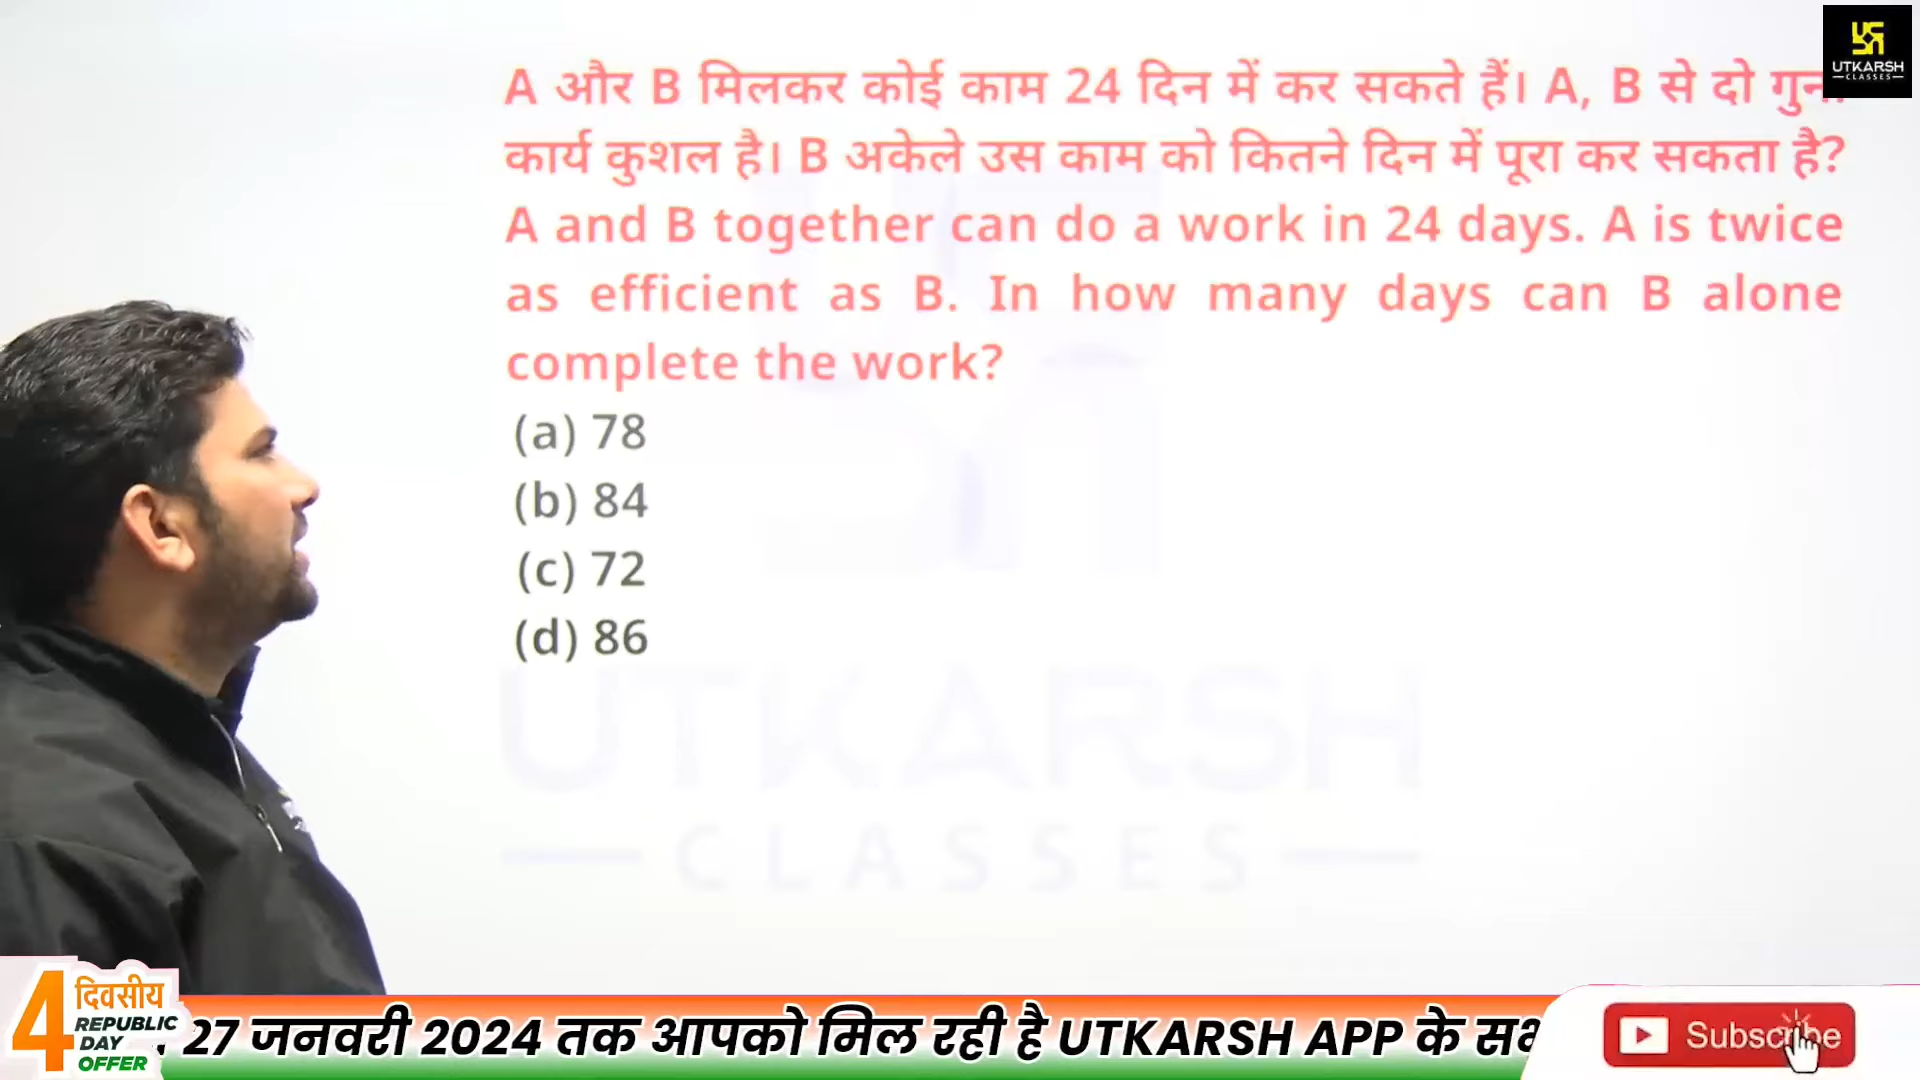 A और B मिलकर कोई काम 24 दिन में कर सकते हैं। A, B से दो
कार्य कुशल है। B अकेले उस काम को कितने दिन में पूरा कर सकता है?
A and B together can do a work in 24 days. A is twice
as efficient as B. In how many days can B alone
complete the work?
(a) 78
(b) 84
(c) 72
(d) 86
UTKARSH
CLASSES
UTKARSH
CLASSES
4 दिवसीय
REPUBLIC
DAY
OFFER
27 जनवरी 2024 तक आपको मिल रही है UTKARSH APP के
Subscribe